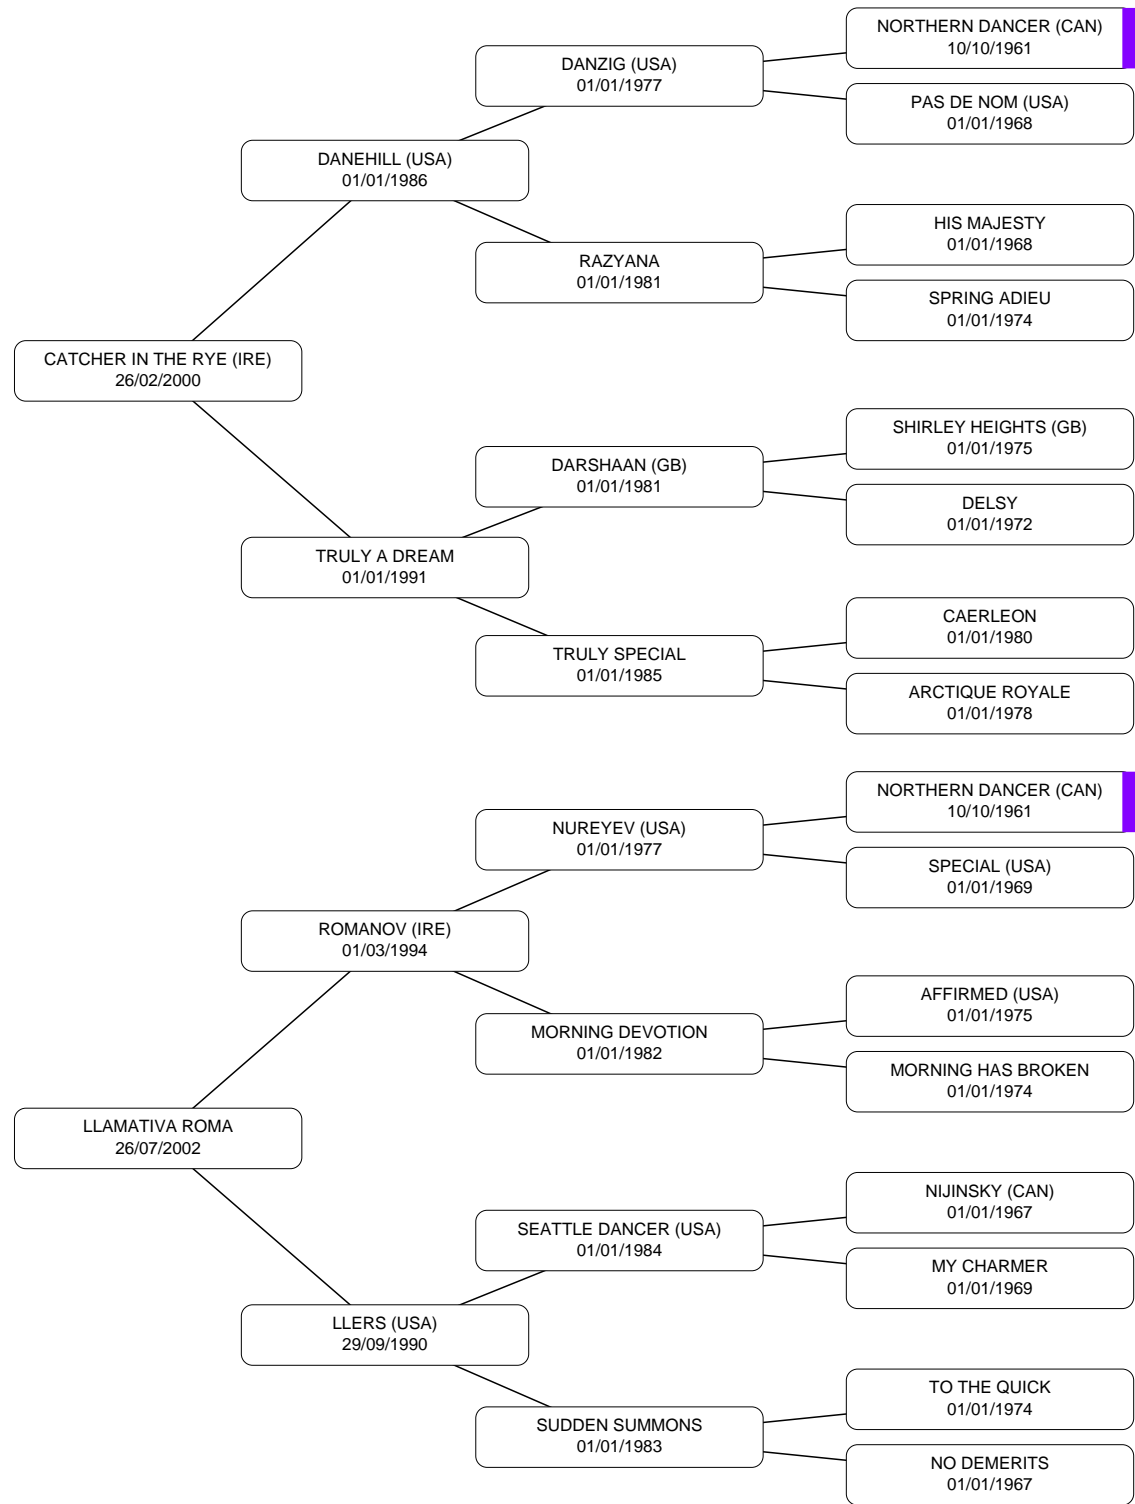 NORTHERN DANCER (CAN)
10/10/1961
DANZIG (USA)
01/01/1977
PAS DE NOM (USA)
01/01/1968
DANEHILL (USA)
01/01/1986
HIS MAJESTY
01/01/1968
RAZYANA
01/01/1981
SPRING ADIEU
01/01/1974
CATCHER IN THE RYE (IRE)
26/02/2000
SHIRLEY HEIGHTS (GB)
01/01/1975
DARSHAAN (GB)
01/01/1981
DELSY
01/01/1972
TRULY A DREAM
01/01/1991
CAERLEON
01/01/1980
TRULY SPECIAL
01/01/1985
ARCTIQUE ROYALE
01/01/1978
NORTHERN DANCER (CAN)
10/10/1961
NUREYEV (USA)
01/01/1977
SPECIAL (USA)
01/01/1969
ROMANOV (IRE)
01/03/1994
AFFIRMED (USA)
01/01/1975
MORNING DEVOTION
01/01/1982
MORNING HAS BROKEN
01/01/1974
LLAMATIVA ROMA
26/07/2002
NIJINSKY (CAN)
01/01/1967
SEATTLE DANCER (USA)
01/01/1984
MY CHARMER
01/01/1969
LLERS (USA)
29/09/1990
TO THE QUICK
01/01/1974
SUDDEN SUMMONS
01/01/1983
NO DEMERITS
01/01/1967